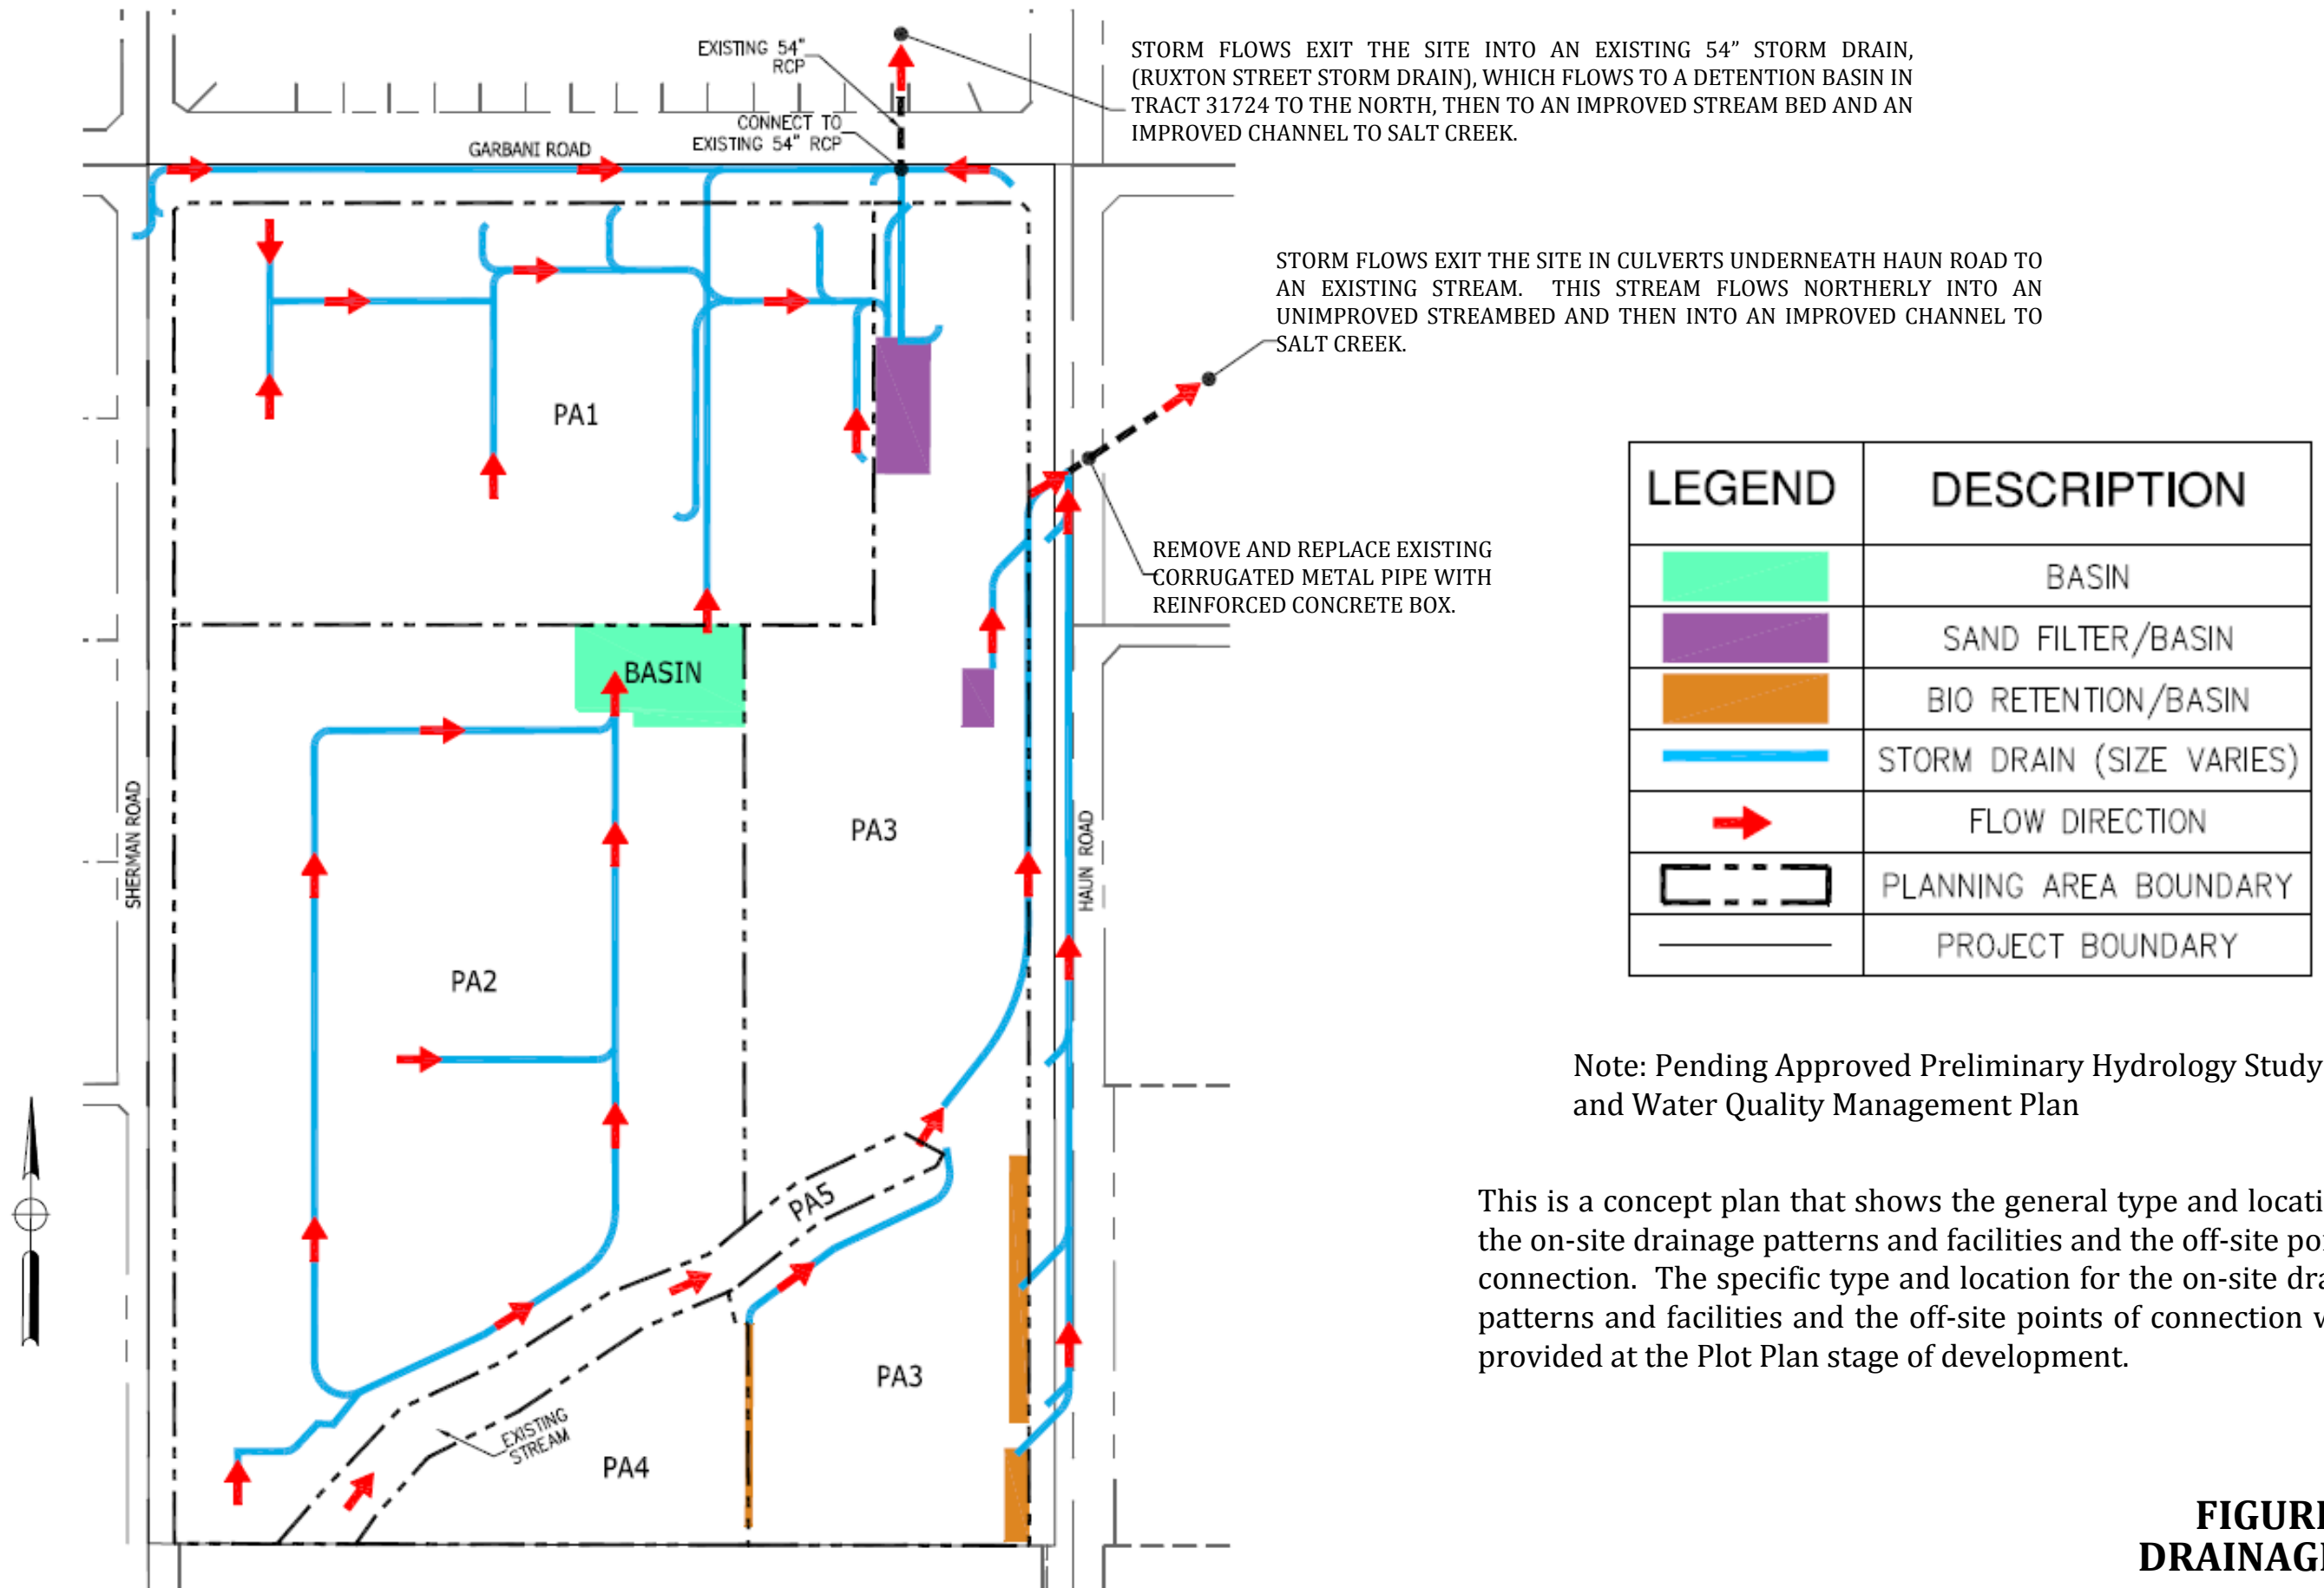 EXISTING 54"
RCP
STORM FLOWS EXIT THE SITE INTO AN EXISTING 54” STORM DRAIN,
(RUXTON STREET STORM DRAIN), WHICH FLOWS TO A DETENTION BASIN IN
TRACT 31724 TO THE NORTH, THEN TO AN IMPROVED STREAM BED AND AN
IMPROVED CHANNEL TO SALT CREEK.
CONNECT TO
EXISTING 54" RCP
GARBANI ROAD
STORM FLOWS EXIT THE SITE IN CULVERTS UNDERNEATH HAUN ROAD TO
AN EXISTING STREAM. THIS STREAM FLOWS NORTHERLY INTO AN
UNIMPROVED STREAMBED AND THEN INTO AN IMPROVED CHANNEL TO
SALT CREEK.
PA1
REMOVE AND REPLACE EXISTING
CORRUGATED METAL PIPE WITH
REINFORCED CONCRETE BOX.
LEGEND DESCRIPTION
BASIN
SAND FILTER/BASIN
BIO RETENTION/BASIN
STORM DRAIN (SIZE VARIES)
FLOW DIRECTION
PLANNING AREA BOUNDARY
PROJECT BOUNDARY
BASIN
SHERMAN ROAD
PA3
HAUN ROAD
PA2
PA5
PA3
EXISTING
STREAM
PA4
Note: Pending Approved Preliminary Hydrology Study
and Water Quality Management Plan
This is a concept plan that shows the general type and locati
the on-site drainage patterns and facilities and the off-site poi
connection. The specific type and location for the on-site dra
patterns and facilities and the off-site points of connection w
provided at the Plot Plan stage of development.
FIGURE
DRAINAGE